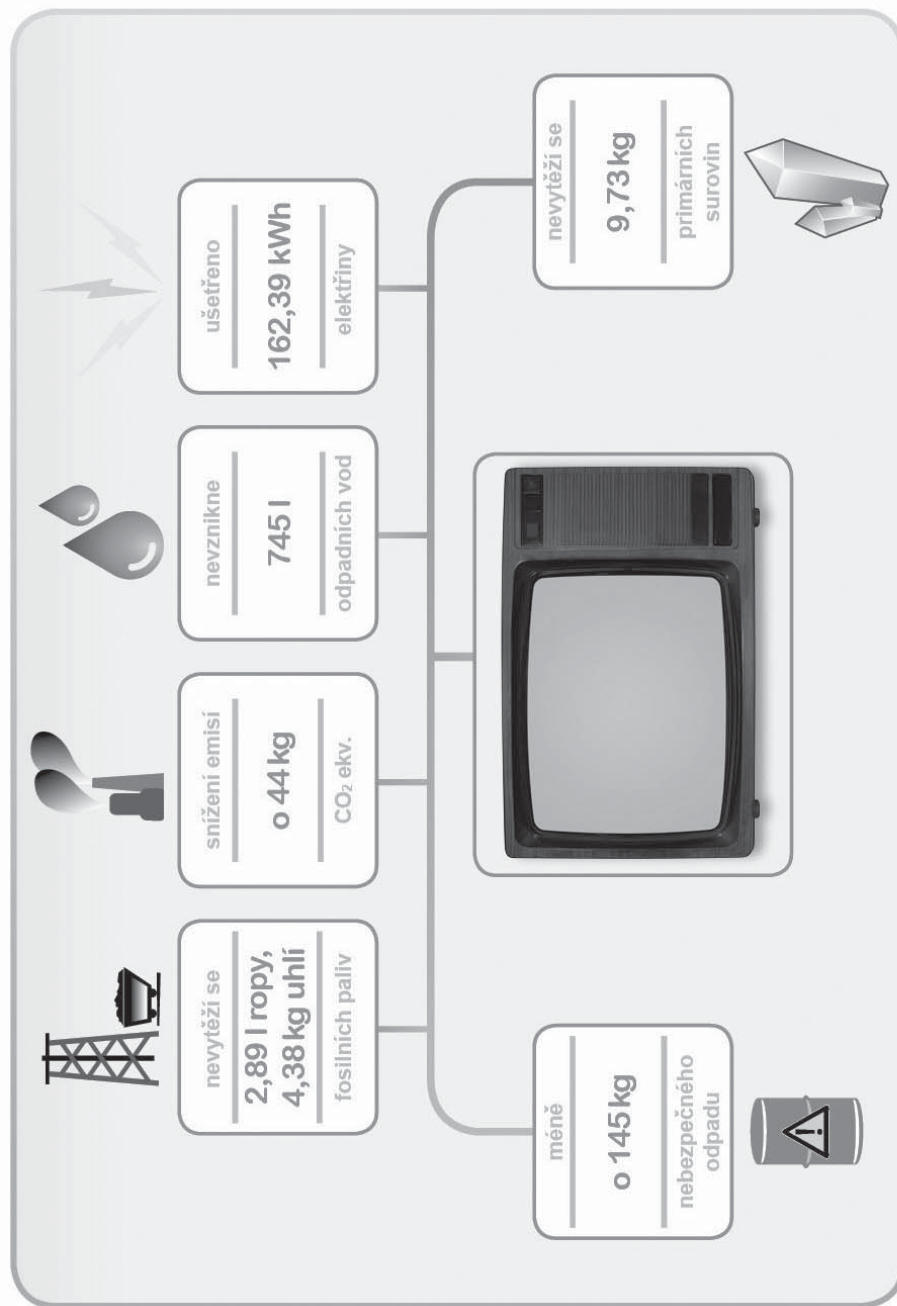 nevytěží se
2,89 l ropy,
4,38 kg uhlí
fosilních paliv
snížení emisí
o 44 kg
CO₂ ekv.
nevznikne
745 l
odpadních vod
ušetřeno
162,39 kWh
elektřiny
méně
o 145 kg
nebezpečného
odpadu
nevytěží se
9,73 kg
primárních
surovin